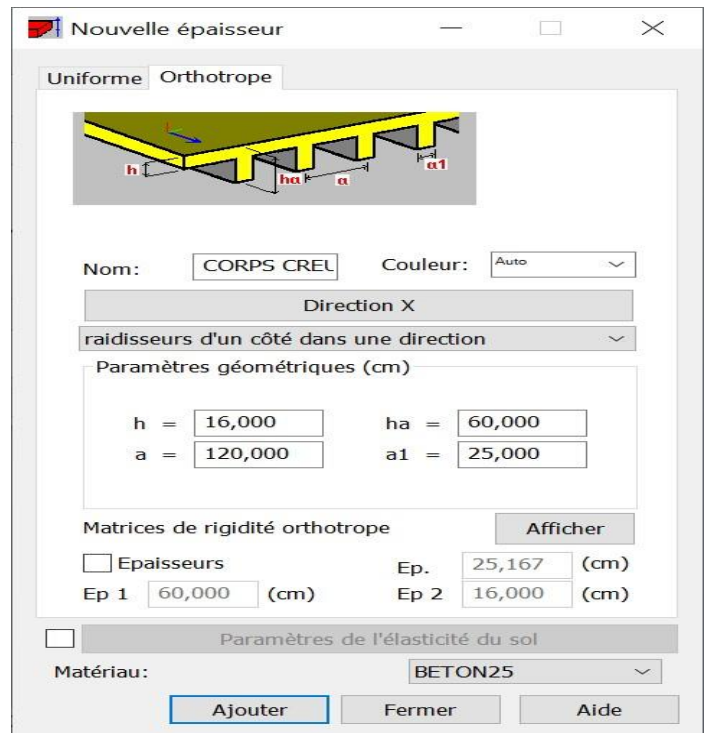 Nouvelle épaisseur
Uniforme Orthotrope
h ha a a1
Nom: CORPS CREU Couleur: Auto
Direction X
raidisseurs d'un côté dans une direction
Paramètres géométriques (cm)
h = 16,000 ha = 60,000
a = 120,000 a1 = 25,000
Matrices de rigidité orthotrope Afficher
Epaisseurs Ep. 25,167 (cm)
Ep 1 60,000 (cm) Ep 2 16,000 (cm)
Paramètres de l'élasticité du sol
Matériau: BETON25
Ajouter Fermer Aide